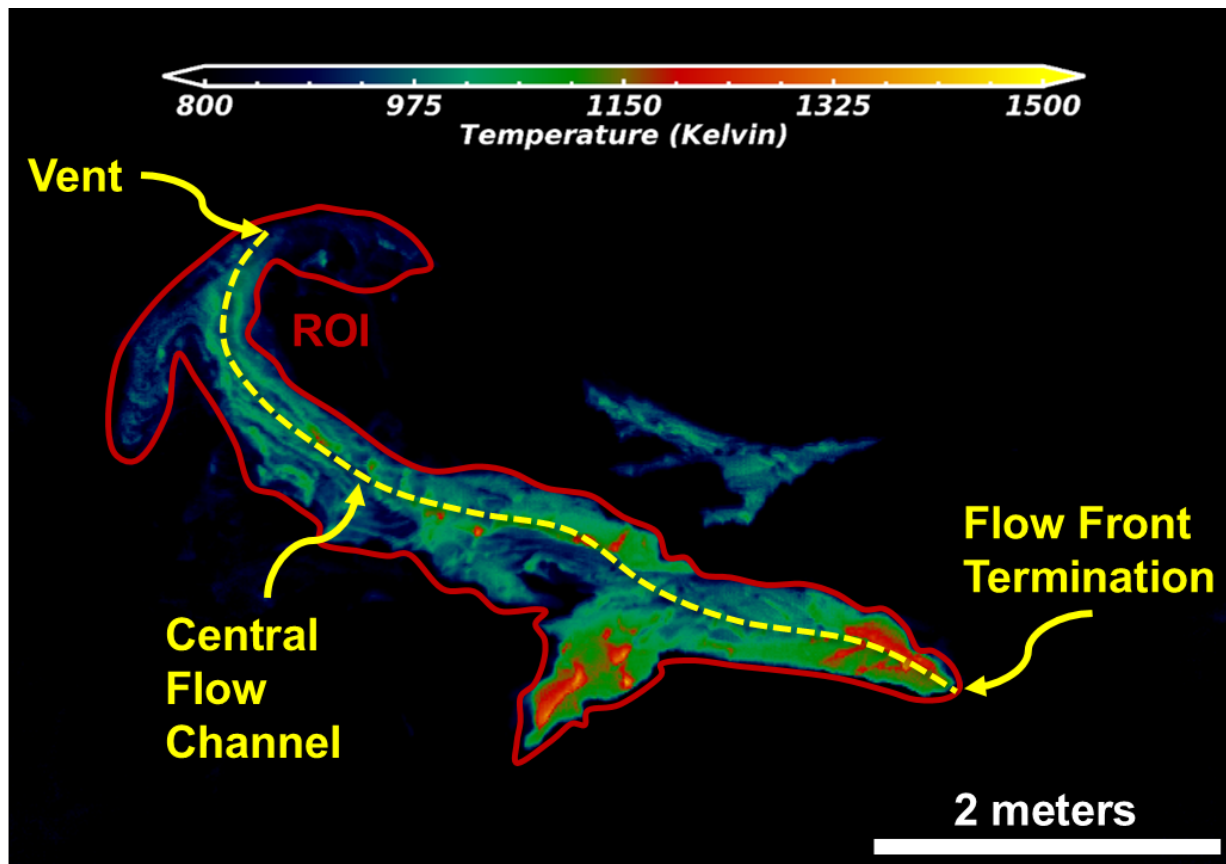 800 975 1150 1325 1500
Temperature (Kelvin)
Vent
ROI
Flow Front
Termination
Central
Flow
Channel
2 meters